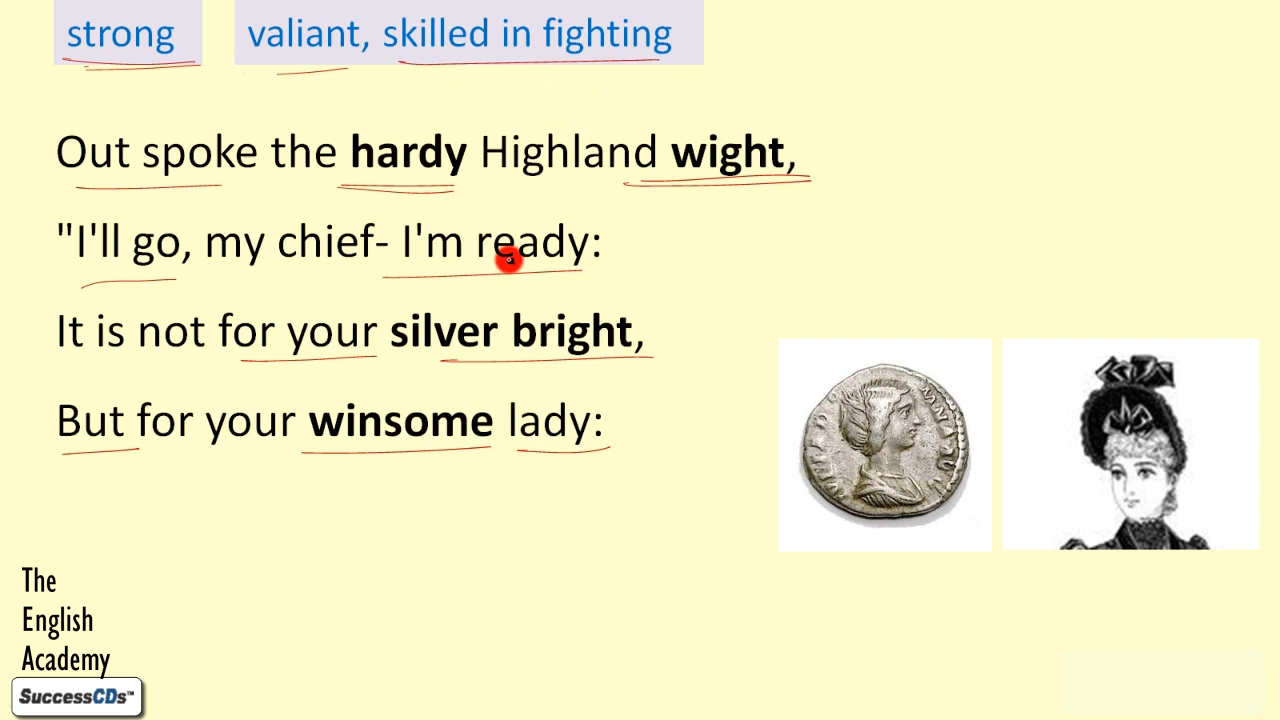 strong valiant, skilled in fighting
Out spoke the hardy Highland wight,
"I'll go, my chief- I'm ready:
It is not for your silver bright,
But for your winsome lady:
The
English
Academy
SuccessCDs™